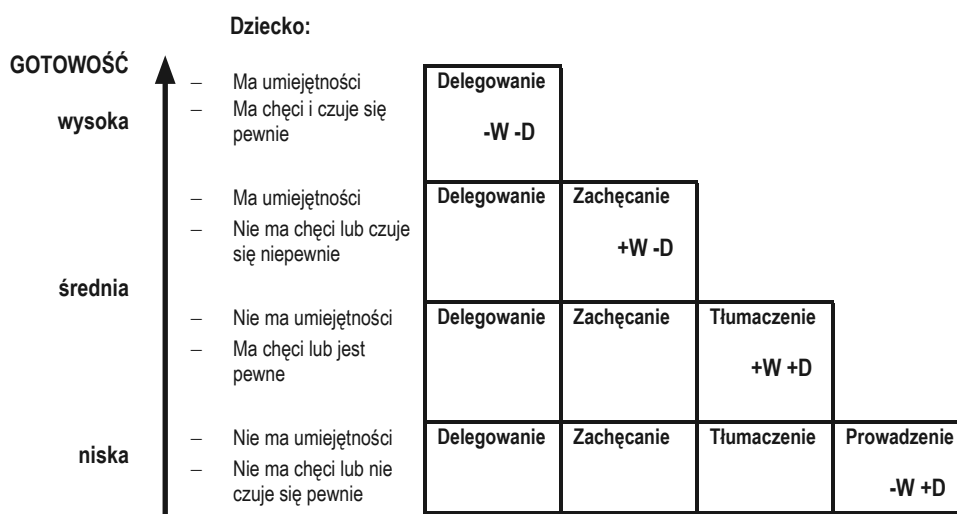 Dziecko:
GOTOWOŚĆ
wysoka
– Ma umiejętności
– Ma chęci i czuje się
pewnie
Delegowanie
-W -D
– Ma umiejętności
– Nie ma chęci lub czuje
się niepewnie
Delegowanie Zachęcanie
+W -D
średnia
– Nie ma umiejętności
– Ma chęci lub jest
pewne
Delegowanie Zachęcanie Tłumaczenie
+W +D
niska
– Nie ma umiejętności
– Nie ma chęci lub nie
czuje się pewnie
Delegowanie Zachęcanie Tłumaczenie Prowadzenie
-W +D